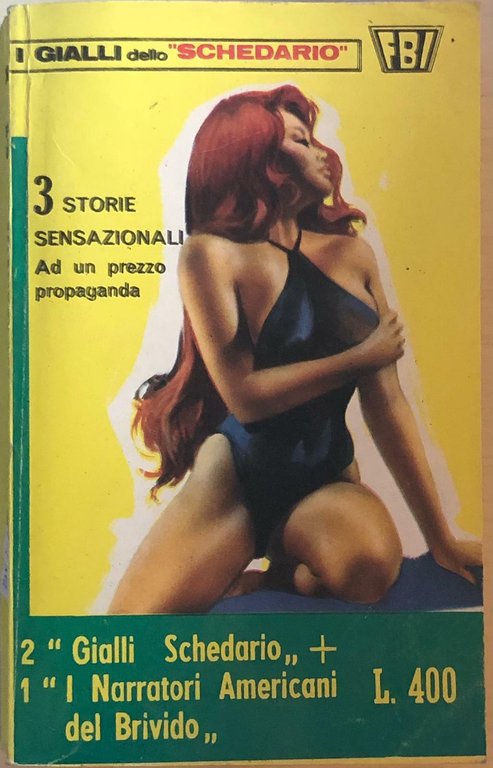 I GIALLI dello "SCHEDARIO"
FBI
3 STORIE
SENSAZIONALI
Ad un prezzo
propaganda
2 “ Gialli Schedario„ +
1 “ I Narratori Americani
del Brivido„
L. 400